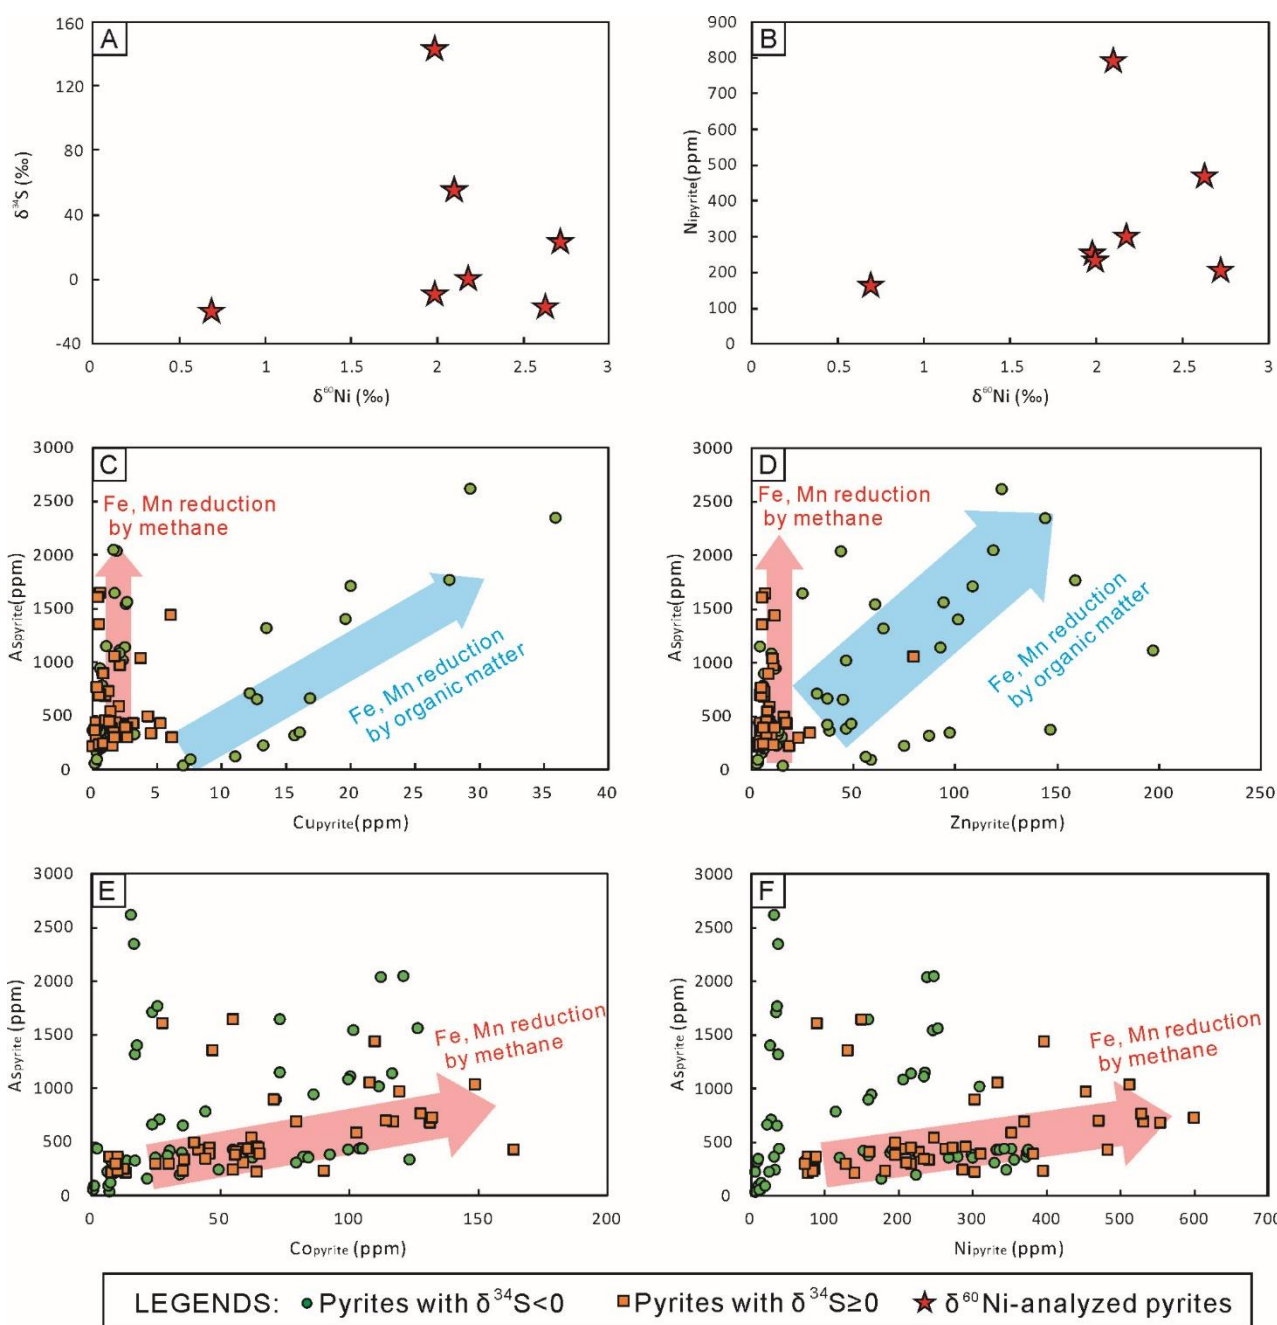 A
160
120
80
40
0
-40
δ³⁴S (‰)
0 0.5 1 1.5 2 2.5 3
δ⁶⁰Ni (‰)
B
900
800
700
600
500
400
300
200
100
0
Nipyrite(ppm)
0 0.5 1 1.5 2 2.5 3
δ⁶⁰Ni (‰)
C
3000
2500
2000
1500
1000
500
0
Aspyrite(ppm)
Fe, Mn reduction
by methane
Fe, Mn reduction
by organic matter
0 5 10 15 20 25 30 35 40
Cupyrite(ppm)
D
3000
2500
2000
1500
1000
500
0
Aspyrite(ppm)
Fe, Mn reduction
by methane
Fe, Mn reduction
by organic matter
0 50 100 150 200 250
Znpyrite(ppm)
E
3000
2500
2000
1500
1000
500
0
Aspyrite (ppm)
Fe, Mn reduction
by methane
0 50 100 150 200
Copyrite (ppm)
F
3000
2500
2000
1500
1000
500
0
Aspyrite (ppm)
Fe, Mn reduction
by methane
0 100 200 300 400 500 600 700
Nipyrite (ppm)
LEGENDS: Pyrites with δ³⁴S<0 Pyrites with δ³⁴S≥0 δ⁶⁰Ni-analyzed pyrites